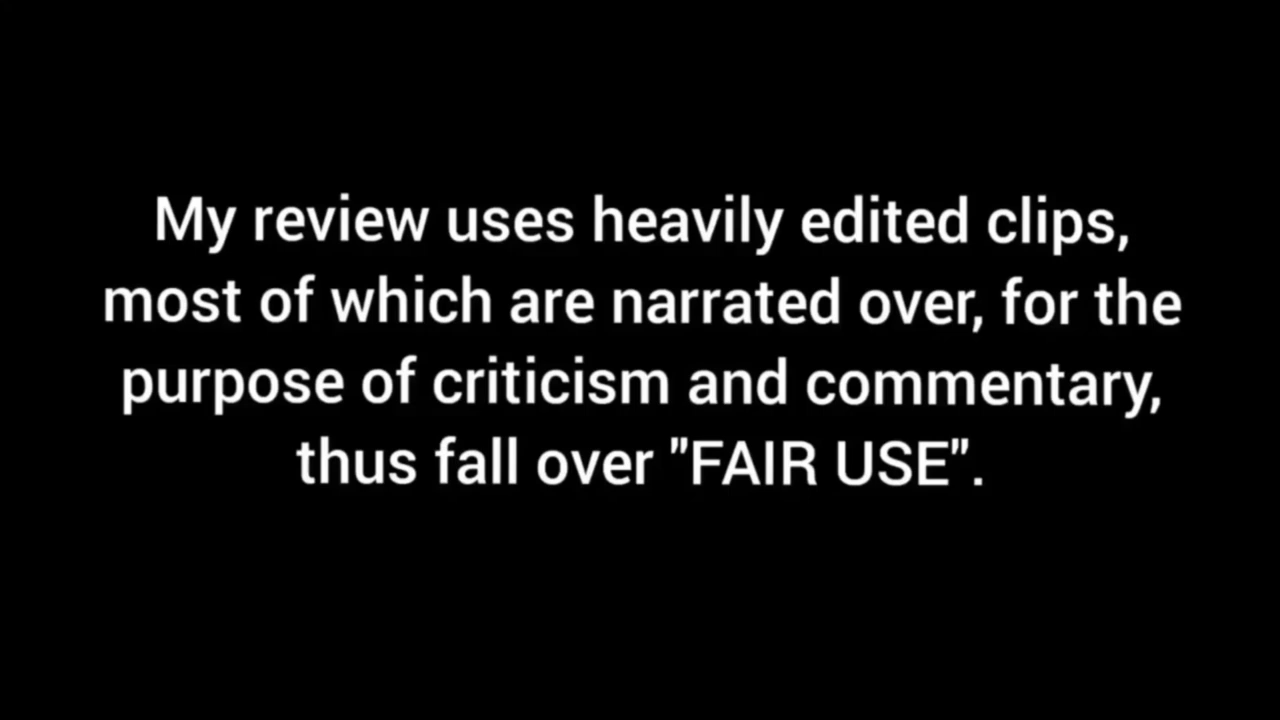 My review uses heavily edited clips,
most of which are narrated over, for the
purpose of criticism and commentary,
thus fall over "FAIR USE".